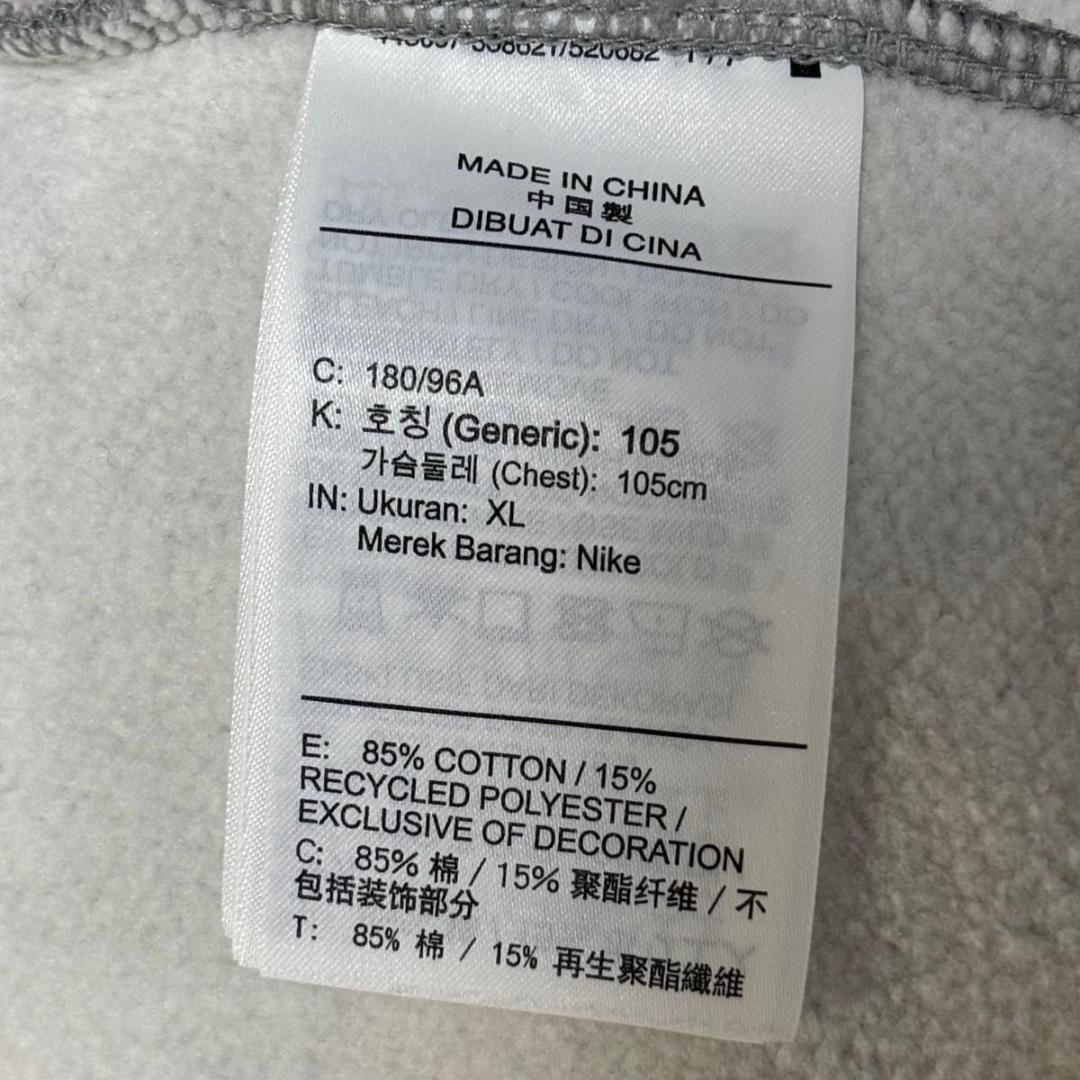 MADE IN CHINA
中国製
DIBUAT DI CINA
C: 180/96A
K: 호칭 (Generic): 105
가슴둘레 (Chest): 105cm
IN: Ukuran: XL
Merek Barang: Nike
E: 85% COTTON / 15%
RECYCLED POLYESTER /
EXCLUSIVE OF DECORATION
C: 85% 棉 / 15% 聚酯纤维 / 不
包括装饰部分
T: 85% 棉 / 15% 再生聚酯纖維